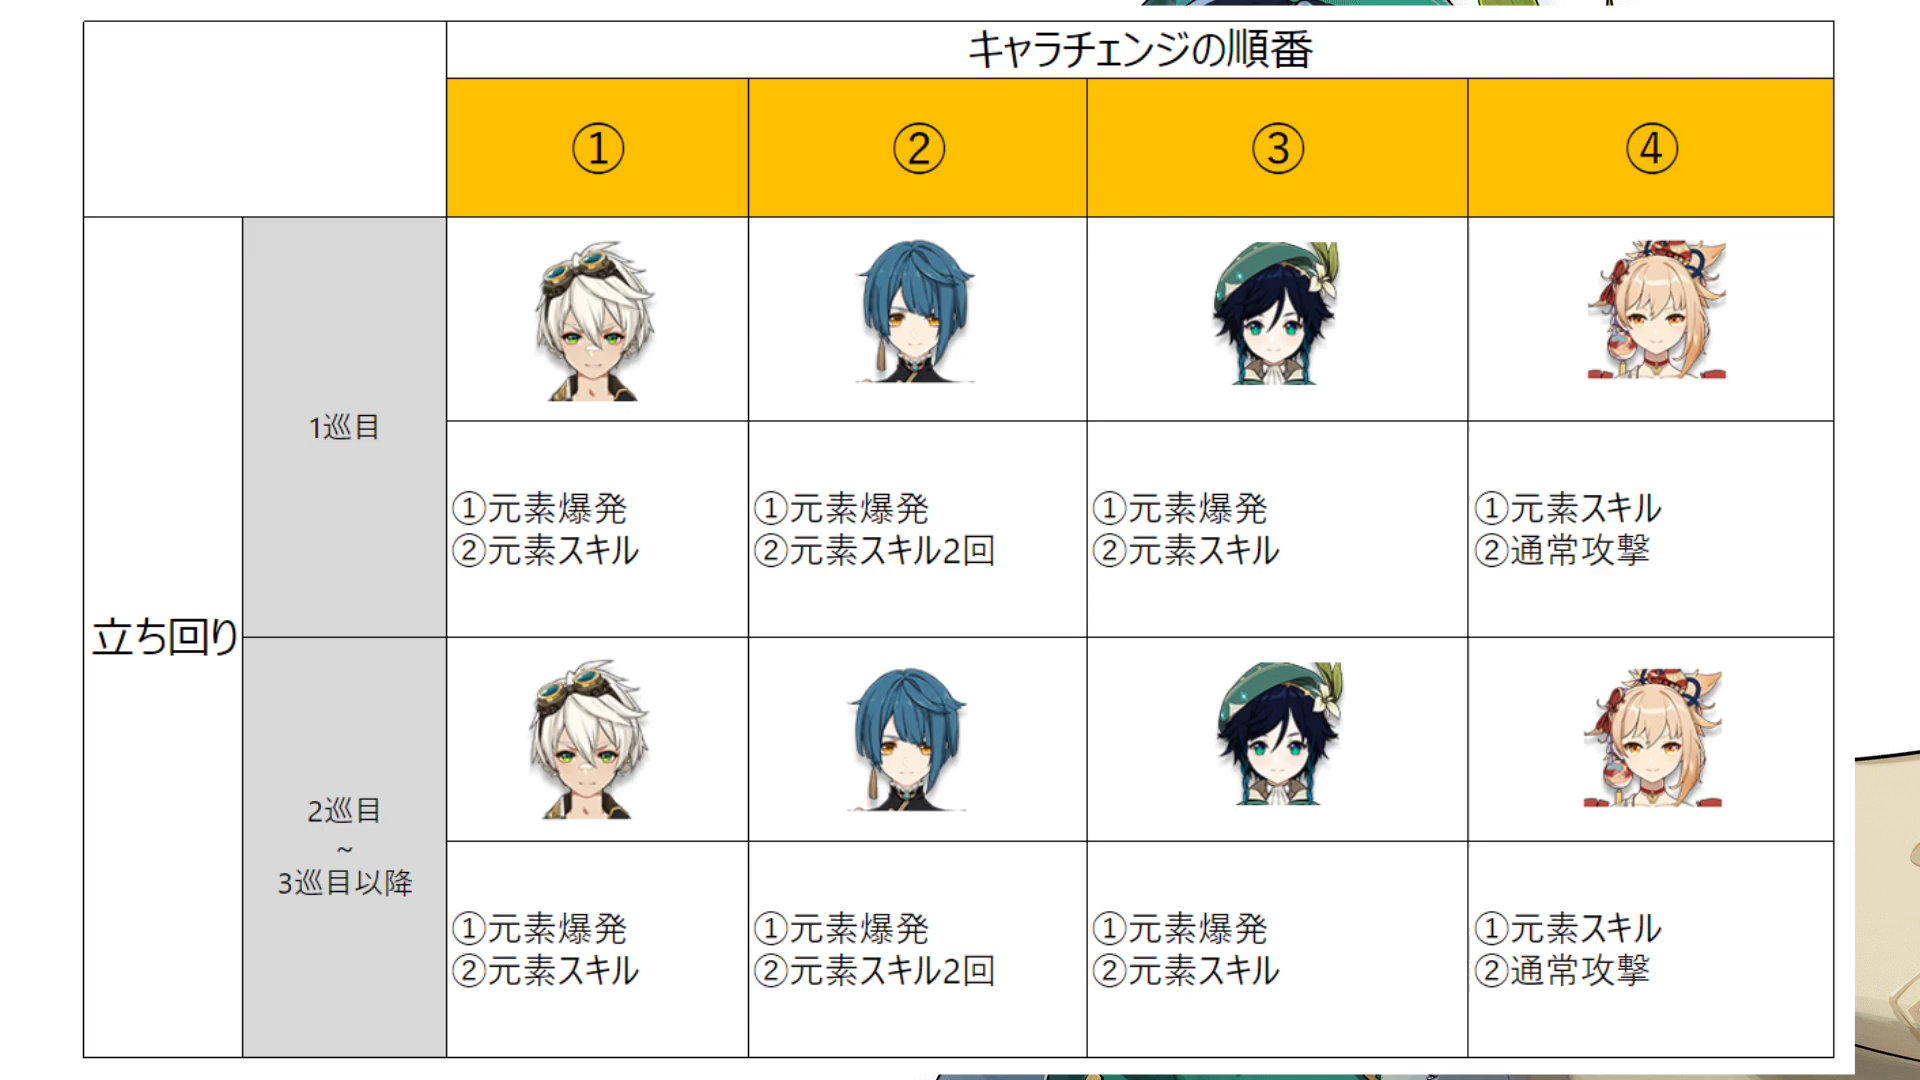 キャラチェンジの順番
① ② ③ ④
立ち回り
1巡目
①元素爆発
②元素スキル
①元素爆発
②元素スキル2回
①元素爆発
②元素スキル
①元素スキル
②通常攻撃
2巡目
~
3巡目以降
①元素爆発
②元素スキル
①元素爆発
②元素スキル2回
①元素爆発
②元素スキル
①元素スキル
②通常攻撃